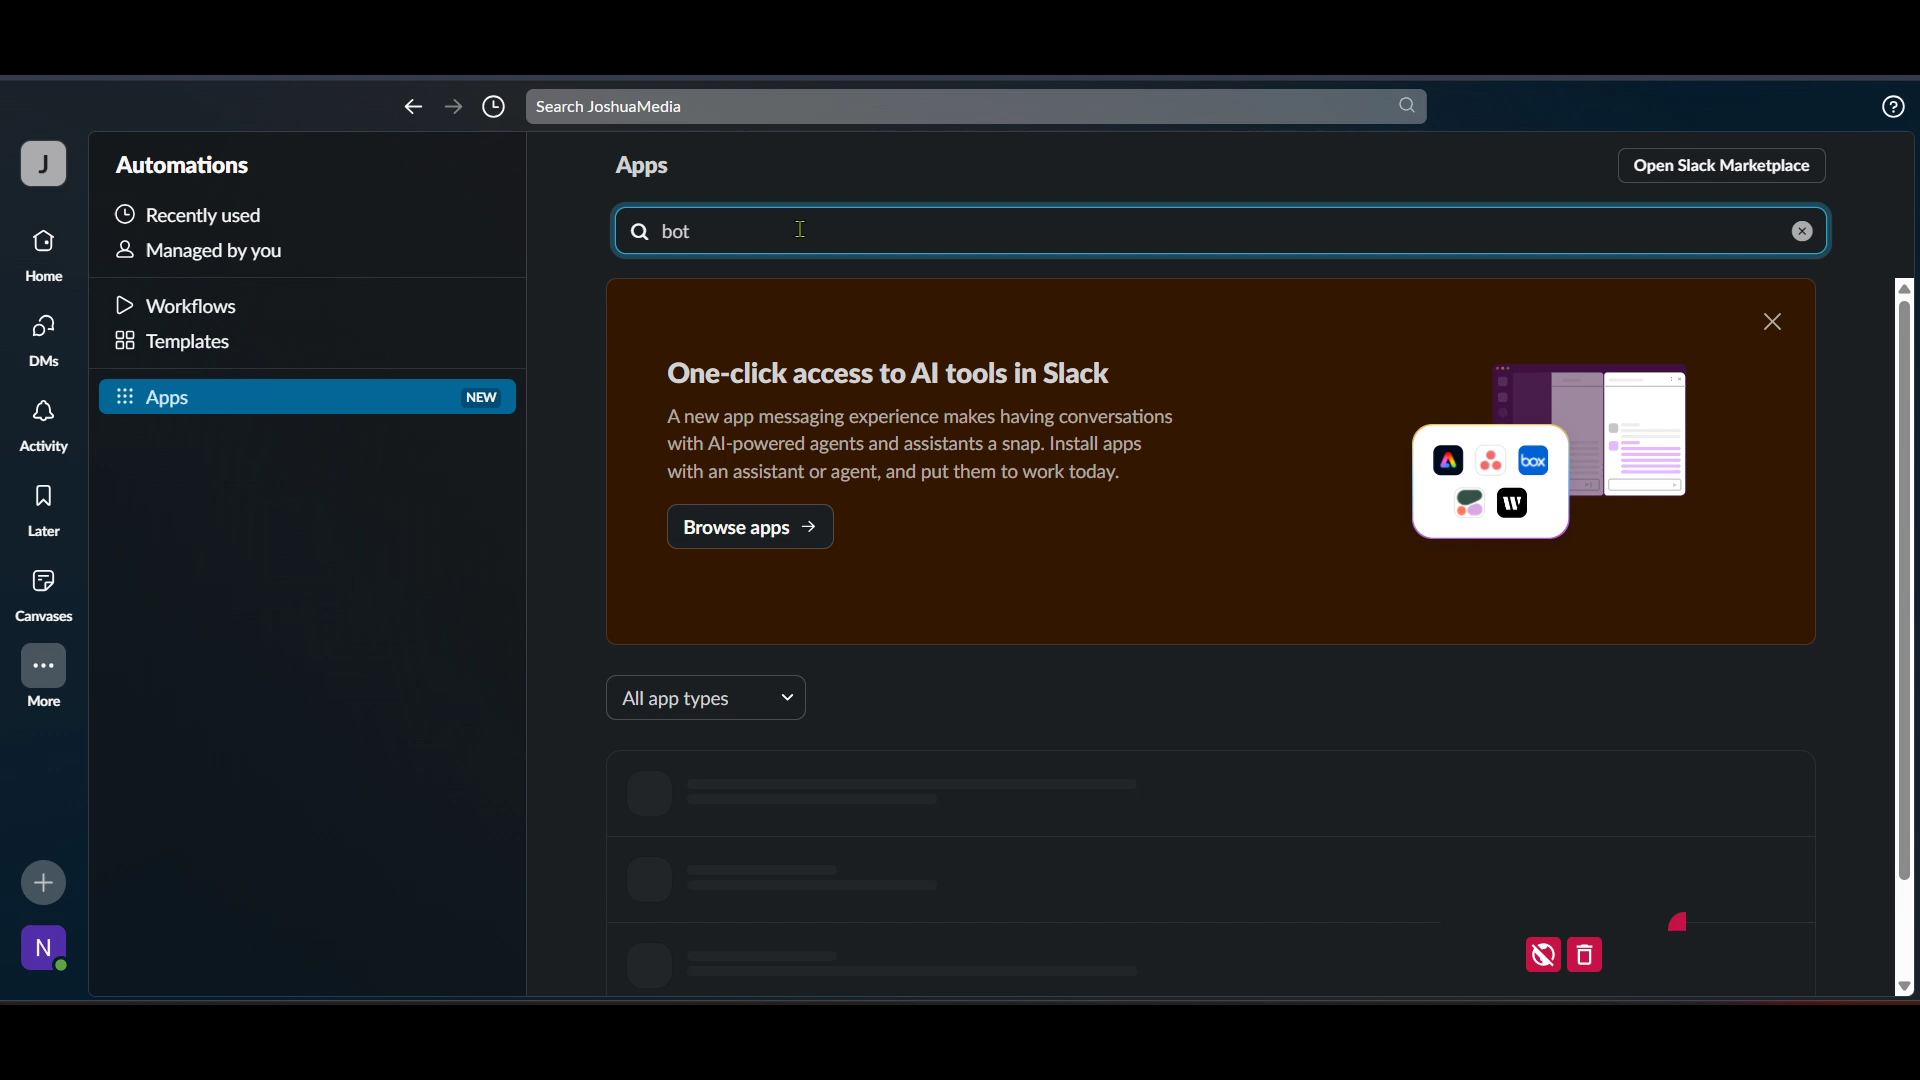 Search JoshuaMedia
J
Automations
Recently used
Managed by you
Workflows
Templates
Apps
NEW
Home
DMs
Activity
Later
Canvases
More
N
Apps
Open Slack Marketplace
bot
One-click access to AI tools in Slack
A new app messaging experience makes having conversations
with AI-powered agents and assistants a snap. Install apps
with an assistant or agent, and put them to work today.
Browse apps
box
All app types